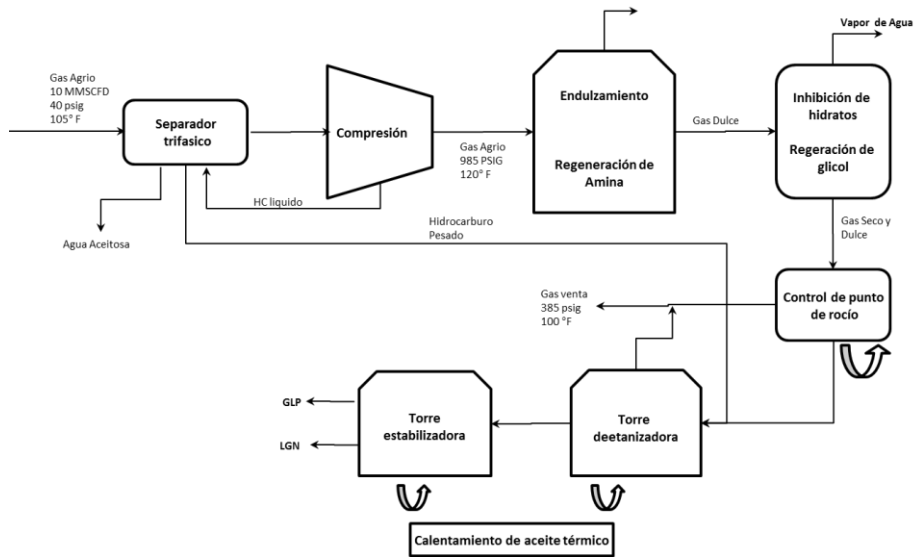 Gas Agrio
10 MMSCFD
40 psig
105° F
Separador
trifasico
Agua Aceitosa
HC liquido
Compresión
Gas Agrio
985 PSIG
120° F
Hidrocarburo
Pesado
Endulzamiento
Regeneración de
Amina
Gas Dulce
Vapor de Agua
Inhibición de
hidratos
Regeración de
glicol
Gas Seco y
Dulce
Control de punto
de rocío
Gas venta
385 psig
100 °F
Torre
deetanizadora
Torre
estabilizadora
GLP
LGN
Calentamiento de aceite térmico